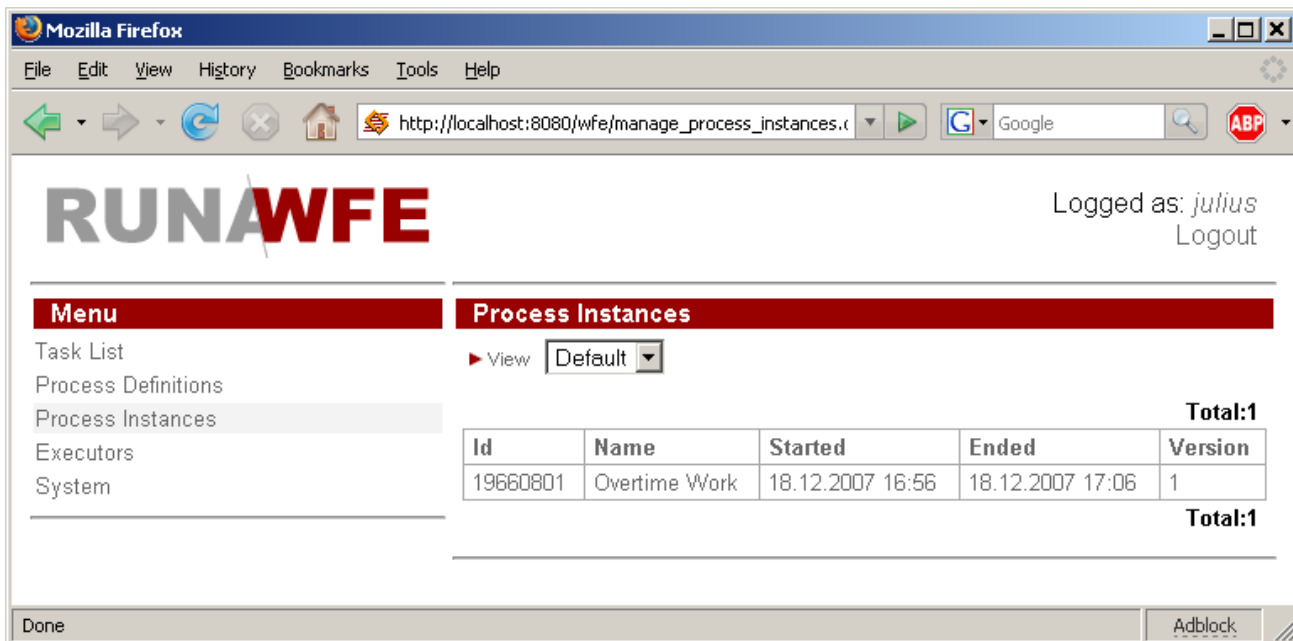 Mozilla Firefox
File Edit View History Bookmarks Tools Help
http://localhost:8080/wfe/manage_process_instances.
G Google
ABP
RUNAWFE
Logged as: julius
Logout
Menu
Task List
Process Definitions
Process Instances
Executors
System
Process Instances
View Default
Total:1
Id Name Started Ended Version
19660801 Overtime Work 18.12.2007 16:56 18.12.2007 17:06 1
Total:1
Done
Adblock